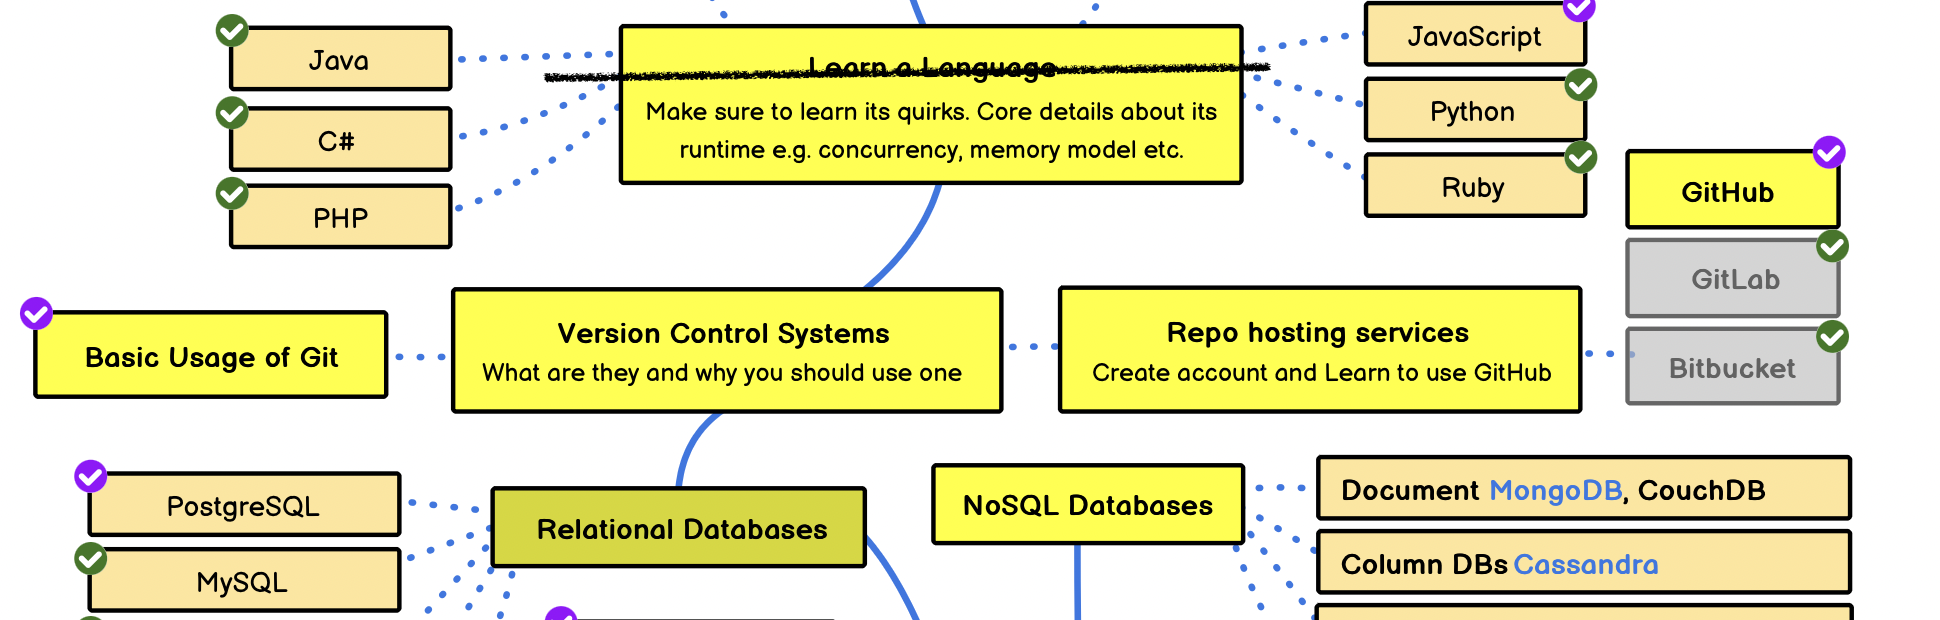 Java
C#
PHP
Learn a Language
Make sure to learn its quirks. Core details about its
runtime e.g. concurrency, memory model etc.
JavaScript
Python
Ruby
GitHub
GitLab
Bitbucket
Basic Usage of Git
Version Control Systems
What are they and why you should use one
Repo hosting services
Create account and Learn to use GitHub
PostgreSQL
MySQL
Relational Databases
NoSQL Databases
Document MongoDB, CouchDB
Column DBs Cassandra